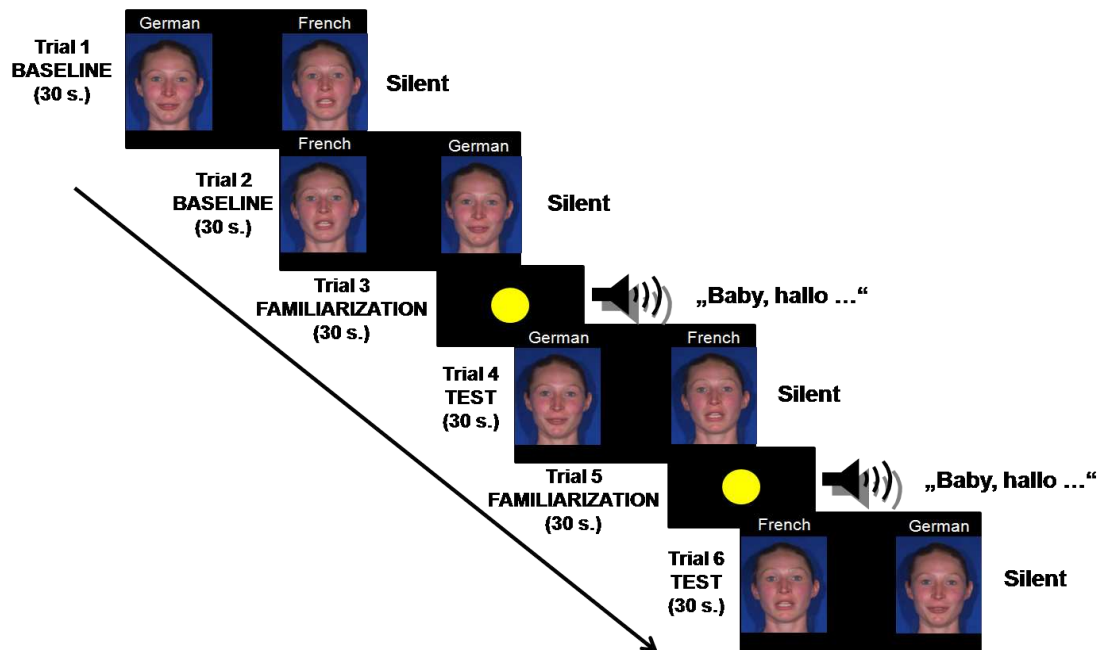 German French
Trial 1
BASELINE
(30 s.)
Silent
French German
Trial 2
BASELINE
(30 s.)
Silent
Trial 3
FAMILIARIZATION
(30 s.)
„Baby, hallo ...“
German French
Trial 4
TEST
(30 s.)
Silent
Trial 5
FAMILIARIZATION
(30 s.)
„Baby, hallo ...“
French German
Trial 6
TEST
(30 s.)
Silent